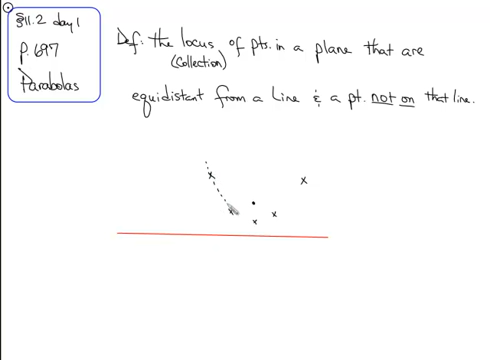 §11.2 day 1
p. 697
Parabolas
Def: The locus of pts. in a plane that are
(Collection)
equidistant from a Line & a pt. not on that line.